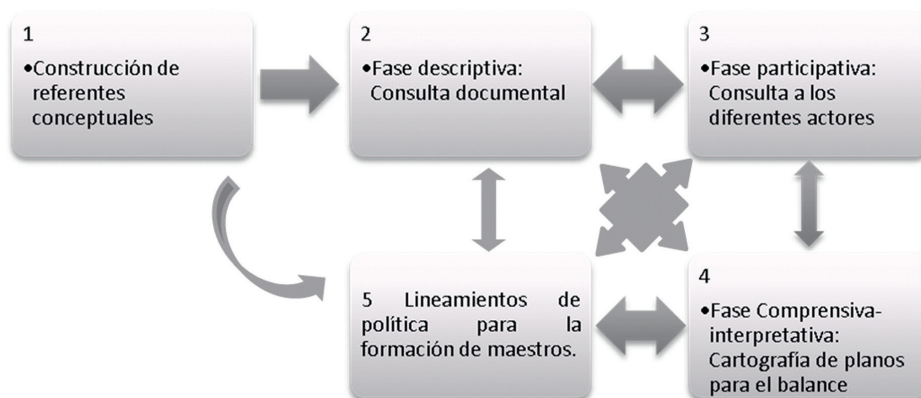 1
•Construcción de
referentes
conceptuales
2
•Fase descriptiva:
Consulta documental
3
•Fase participativa:
Consulta a los
diferentes actores
4
•Fase Comprensiva-
interpretativa:
Cartografía de planos
para el balance
5 Lineamientos de
política para la
formación de maestros.